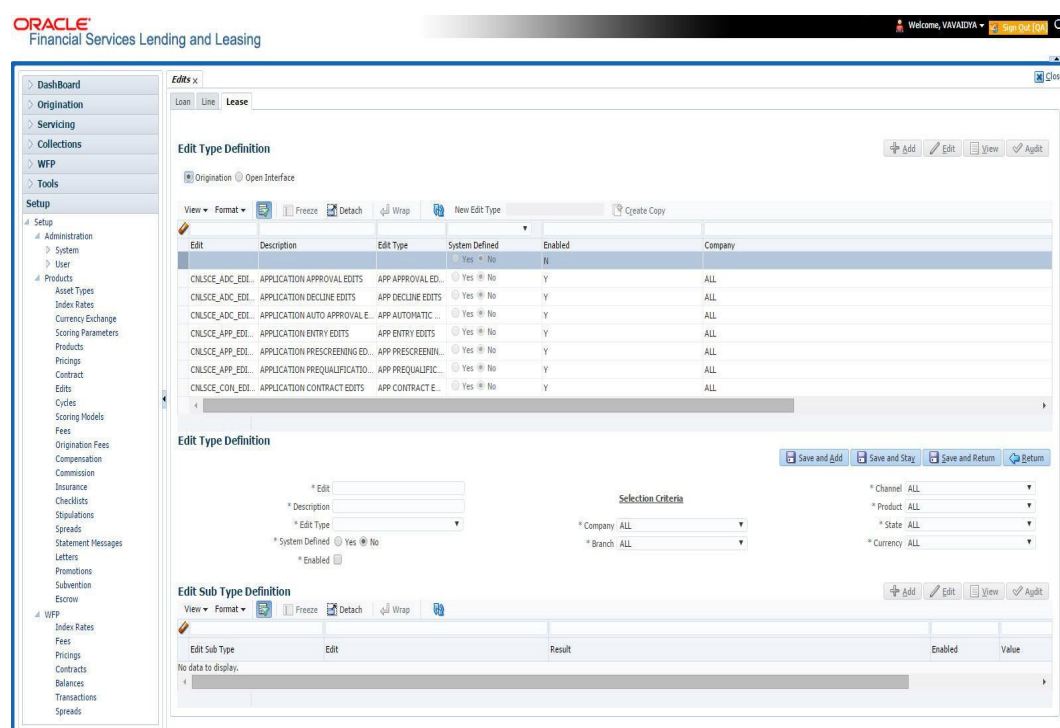 ORACLE
Financial Services Lending and Leasing
Welcome, VAVAIDYA
Sign Out (QA)
DashBoard
Origination
Servicing
Collections
WFP
Tools
Setup
Setup
Administration
System
User
Products
Asset Types
Index Rates
Currency Exchange
Scoring Parameters
Products
Pricings
Contract
Edits
Cycles
Scoring Models
Fees
Origination Fees
Compensation
Commission
Insurance
Checklists
Stipulations
Spreads
Statement Messages
Letters
Promotions
Subvention
Escrow
WFP
Index Rates
Fees
Pricings
Contracts
Balances
Transactions
Spreads
Edits x
Clos
Loan Line Lease
Edit Type Definition
Add Edit View Audit
Origination Open Interface
View Format Freeze Detach Wrap New Edit Type Create Copy
Edit Description Edit Type System Defined Enabled Company
Yes No N
CNLSCE_ADC_EDI... APPLICATION APPROVAL EDITS APP APPROVAL ED... Yes No Y ALL
CNLSCE_ADC_EDI... APPLICATION DECLINE EDITS APP DECLINE EDITS Yes No Y ALL
CNLSCE_ADC_EDI... APPLICATION AUTO APPROVAL E... APP AUTOMATIC ... Yes No Y ALL
CNLSCE_APP_EDI... APPLICATION ENTRY EDITS APP ENTRY EDITS Yes No Y ALL
CNLSCE_APP_EDI... APPLICATION PRESCREENING ED... APP PRESCREENIN... Yes No Y ALL
CNLSCE_APP_EDI... APPLICATION PREQUALIFICATIO... APP PREQUALIFIC... Yes No Y ALL
CNLSCE_CON_EDI... APPLICATION CONTRACT EDITS APP CONTRACT E... Yes No Y ALL
Edit Type Definition
Save and Add Save and Stay Save and Return Return
* Edit
* Description
* Edit Type
* System Defined Yes No
* Enabled
Selection Criteria
* Company ALL
* Branch ALL
* Channel ALL
* Product ALL
* State ALL
* Currency ALL
Edit Sub Type Definition
Add Edit View Audit
View Format Freeze Detach Wrap
Edit Sub Type Edit Result Enabled Value
No data to display.